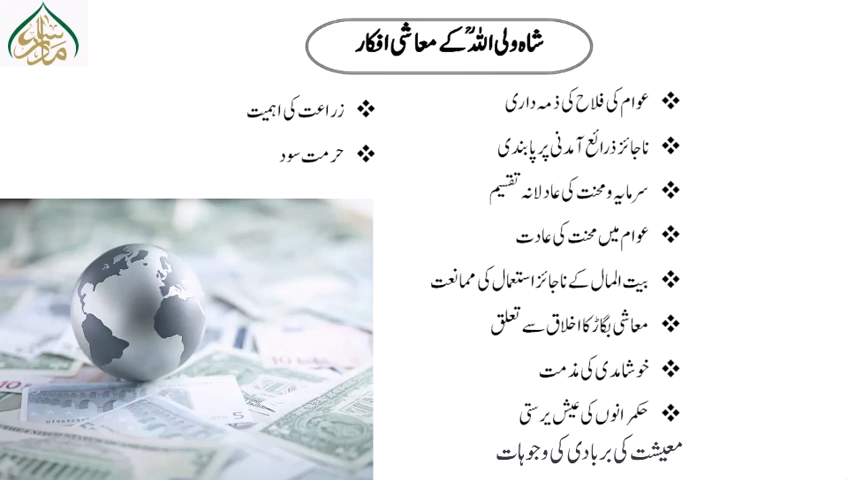 شاہ ولی اللہؒ کے معاشی افکار
عوام کی فلاح کی ذمہ داری
ناجائز ذرائع آمدنی پر پابندی
سرمایہ و محنت کی عادلانہ تقسیم
عوام میں محنت کی عادت
بیت المال کے ناجائز استعمال کی ممانعت
معاشی بگاڑ کا اخلاق سے تعلق
خوشامدی کی مذمت
حکمرانوں کی عیش پرستی
معیشت کی بربادی کی وجوہات
زراعت کی اہمیت
حرمت سود